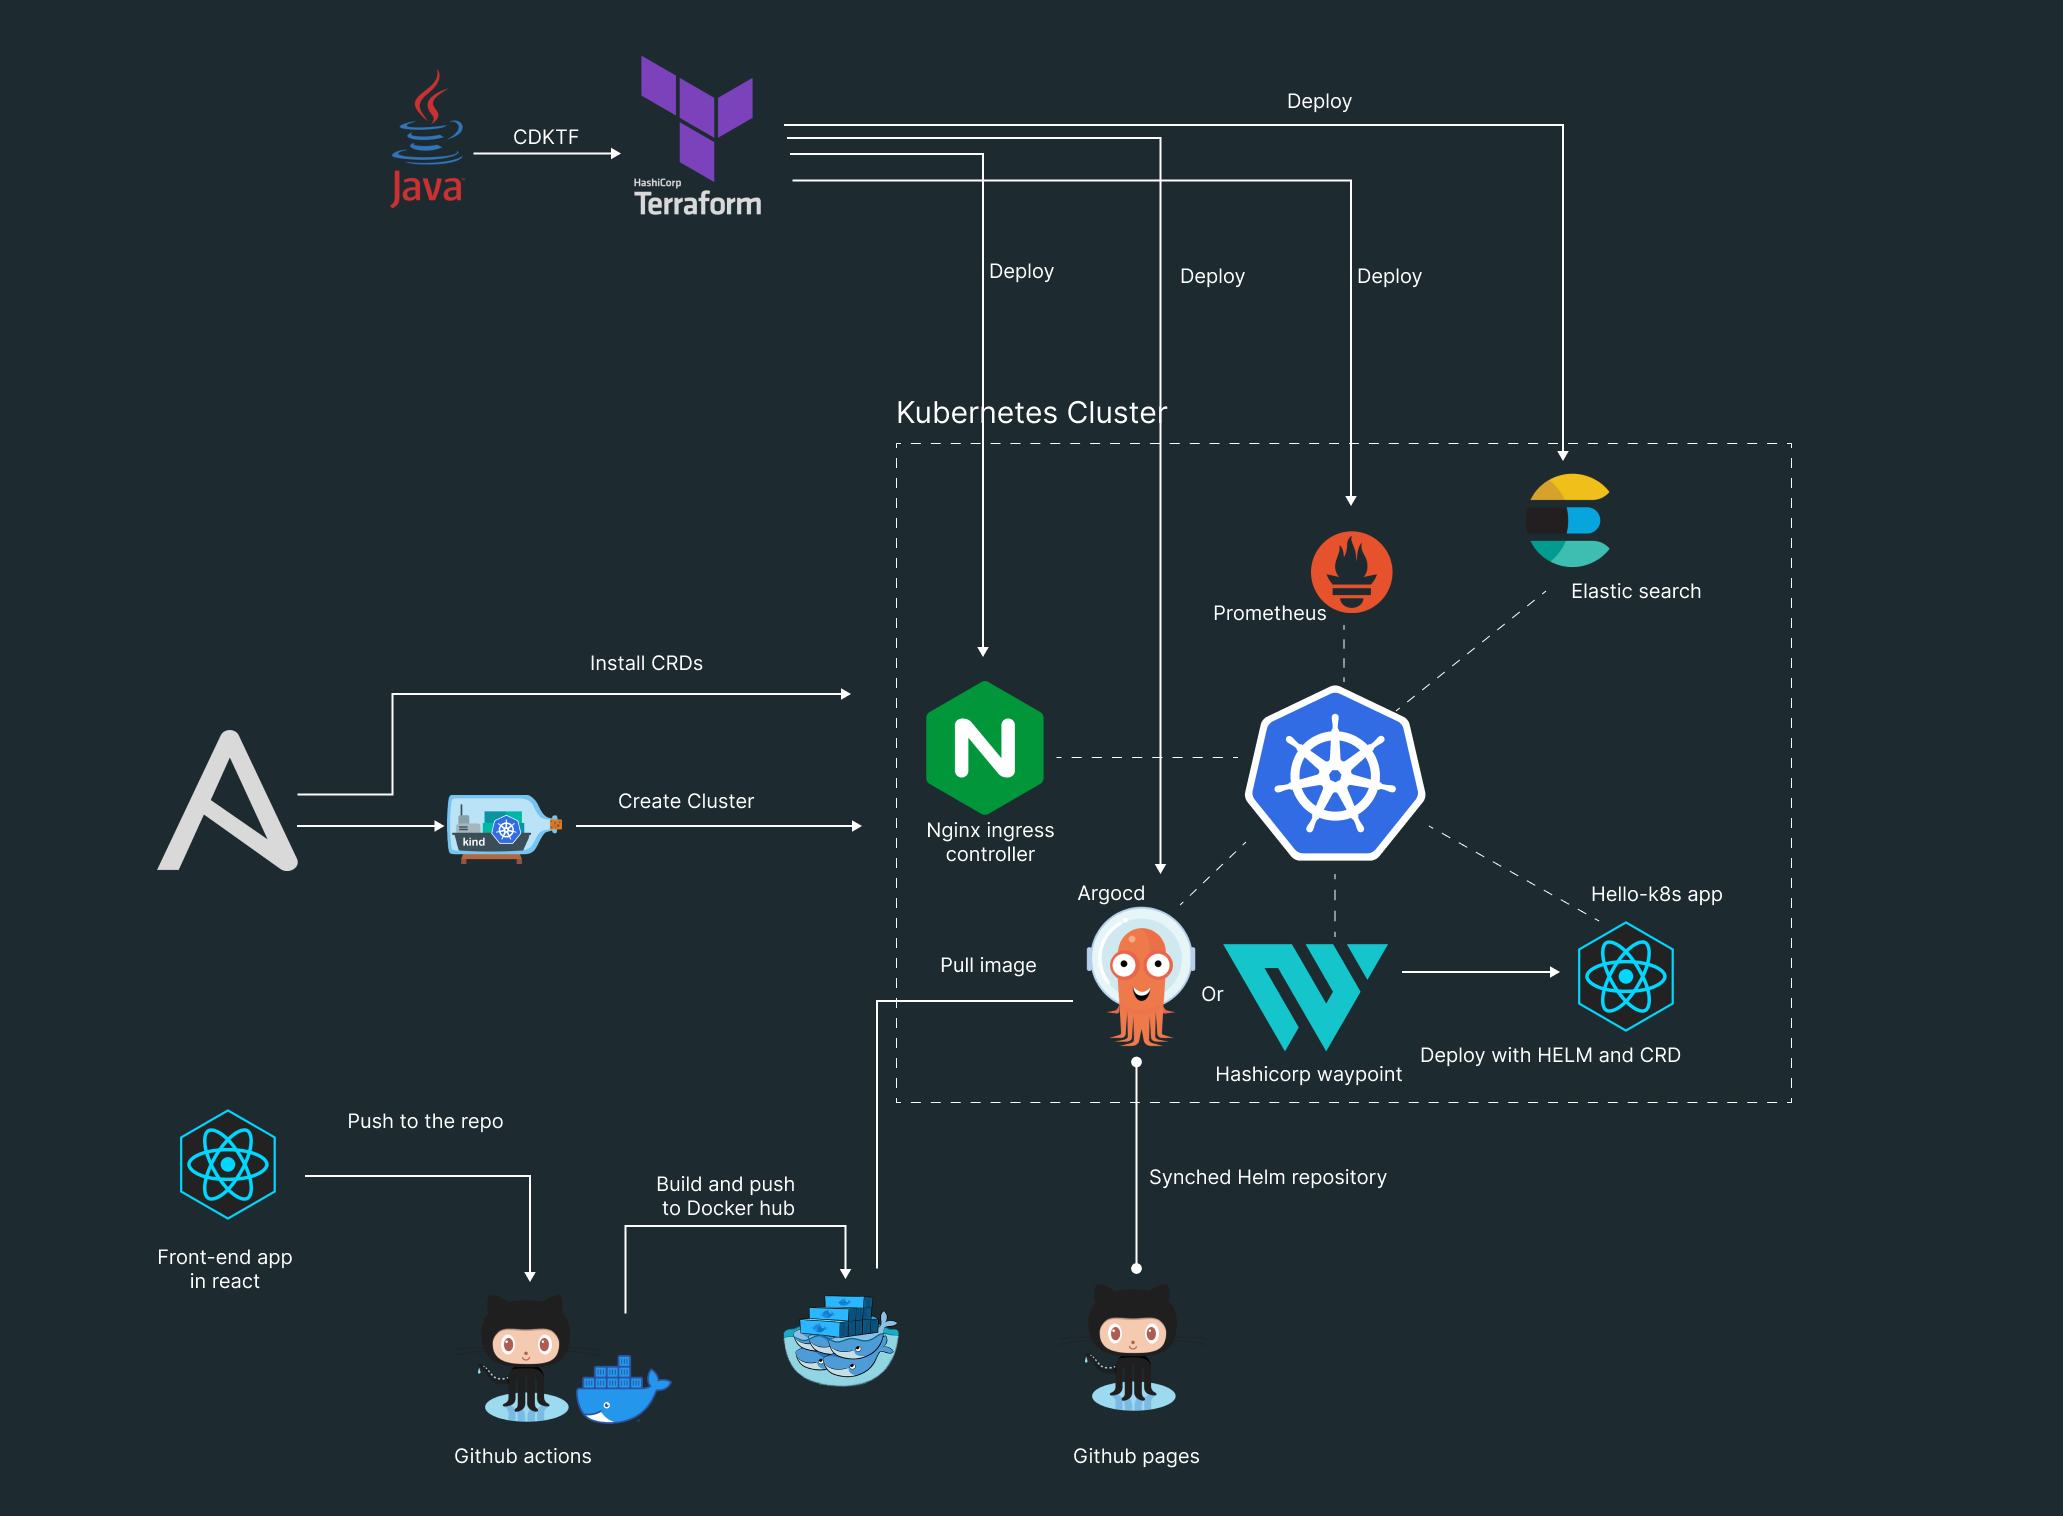 Deploy
CDKTF
Java
HashiCorp
Terraform
Deploy
Deploy
Deploy
Kubernetes Cluster
Elastic search
Prometheus
Install CRDs
Create Cluster
kind
Nginx ingress
controller
Argocd
Hello-k8s app
Pull image
Or
Deploy with HELM and CRD
Hashicorp waypoint
Push to the repo
Synched Helm repository
Build and push
to Docker hub
Front-end app
in react
Github actions
Github pages